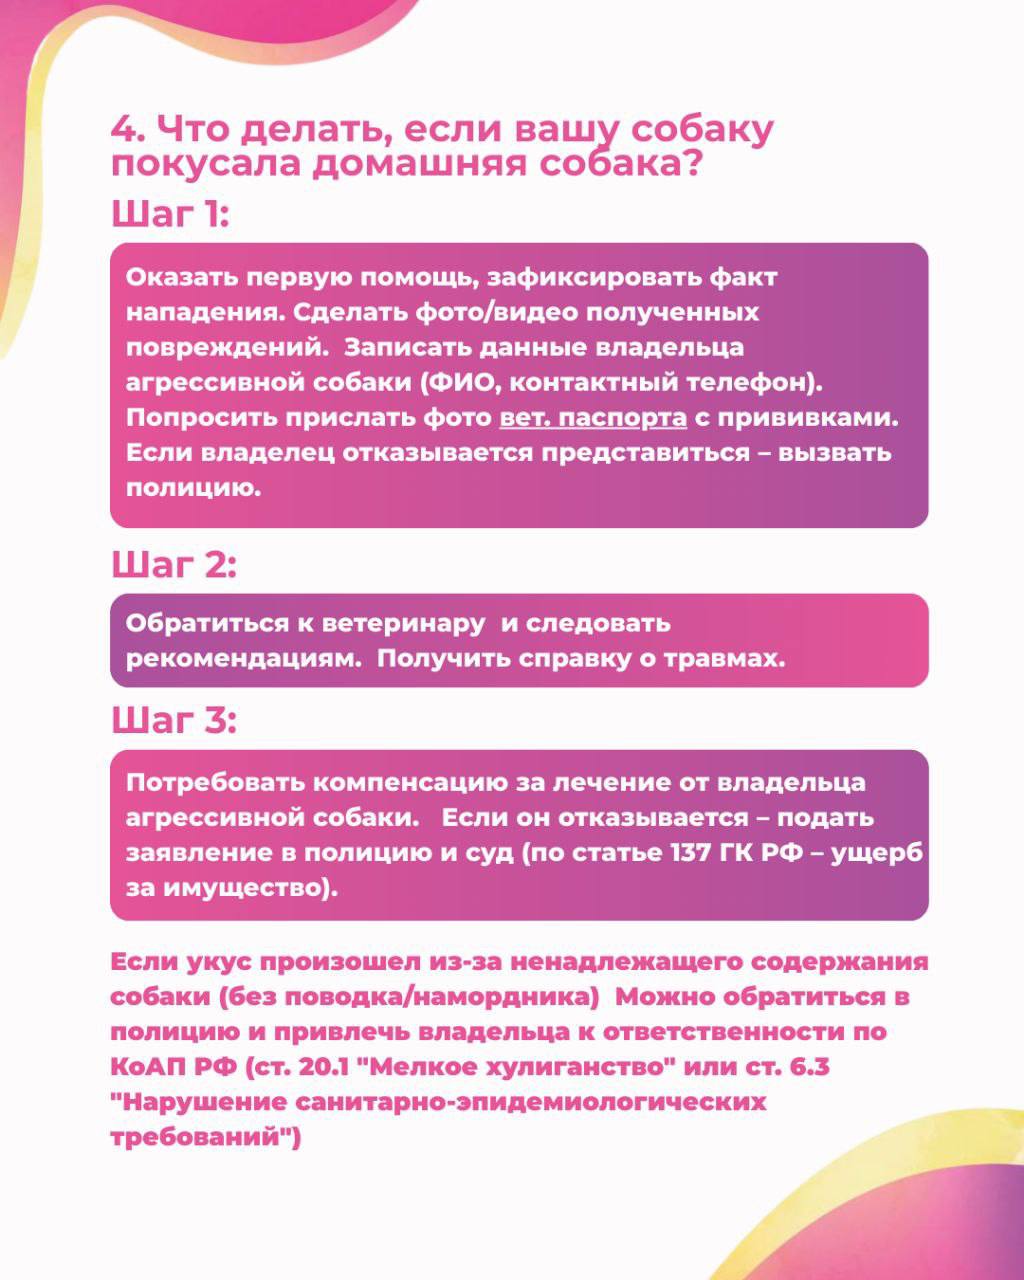 4. Что делать, если вашу собаку
покусала домашняя собака?
Шаг 1:
Оказать первую помощь, зафиксировать факт
нападения. Сделать фото/видео полученных
повреждений.  Записать данные владельца
агрессивной собаки (ФИО, контактный телефон).
Попросить прислать фото вет. паспорта с прививками.
Если владелец отказывается представиться – вызвать
полицию.
Шаг 2:
Обратиться к ветеринару  и следовать
рекомендациям.  Получить справку о травмах.
Шаг 3:
Потребовать компенсацию за лечение от владельца
агрессивной собаки.   Если он отказывается – подать
заявление в полицию и суд (по статье 137 ГК РФ – ущерб
за имущество).
Если укус произошел из-за ненадлежащего содержания
собаки (без поводка/намордника)  Можно обратиться в
полицию и привлечь владельца к ответственности по
КоАП РФ (ст. 20.1 "Мелкое хулиганство" или ст. 6.3
"Нарушение санитарно-эпидемиологических
требований")